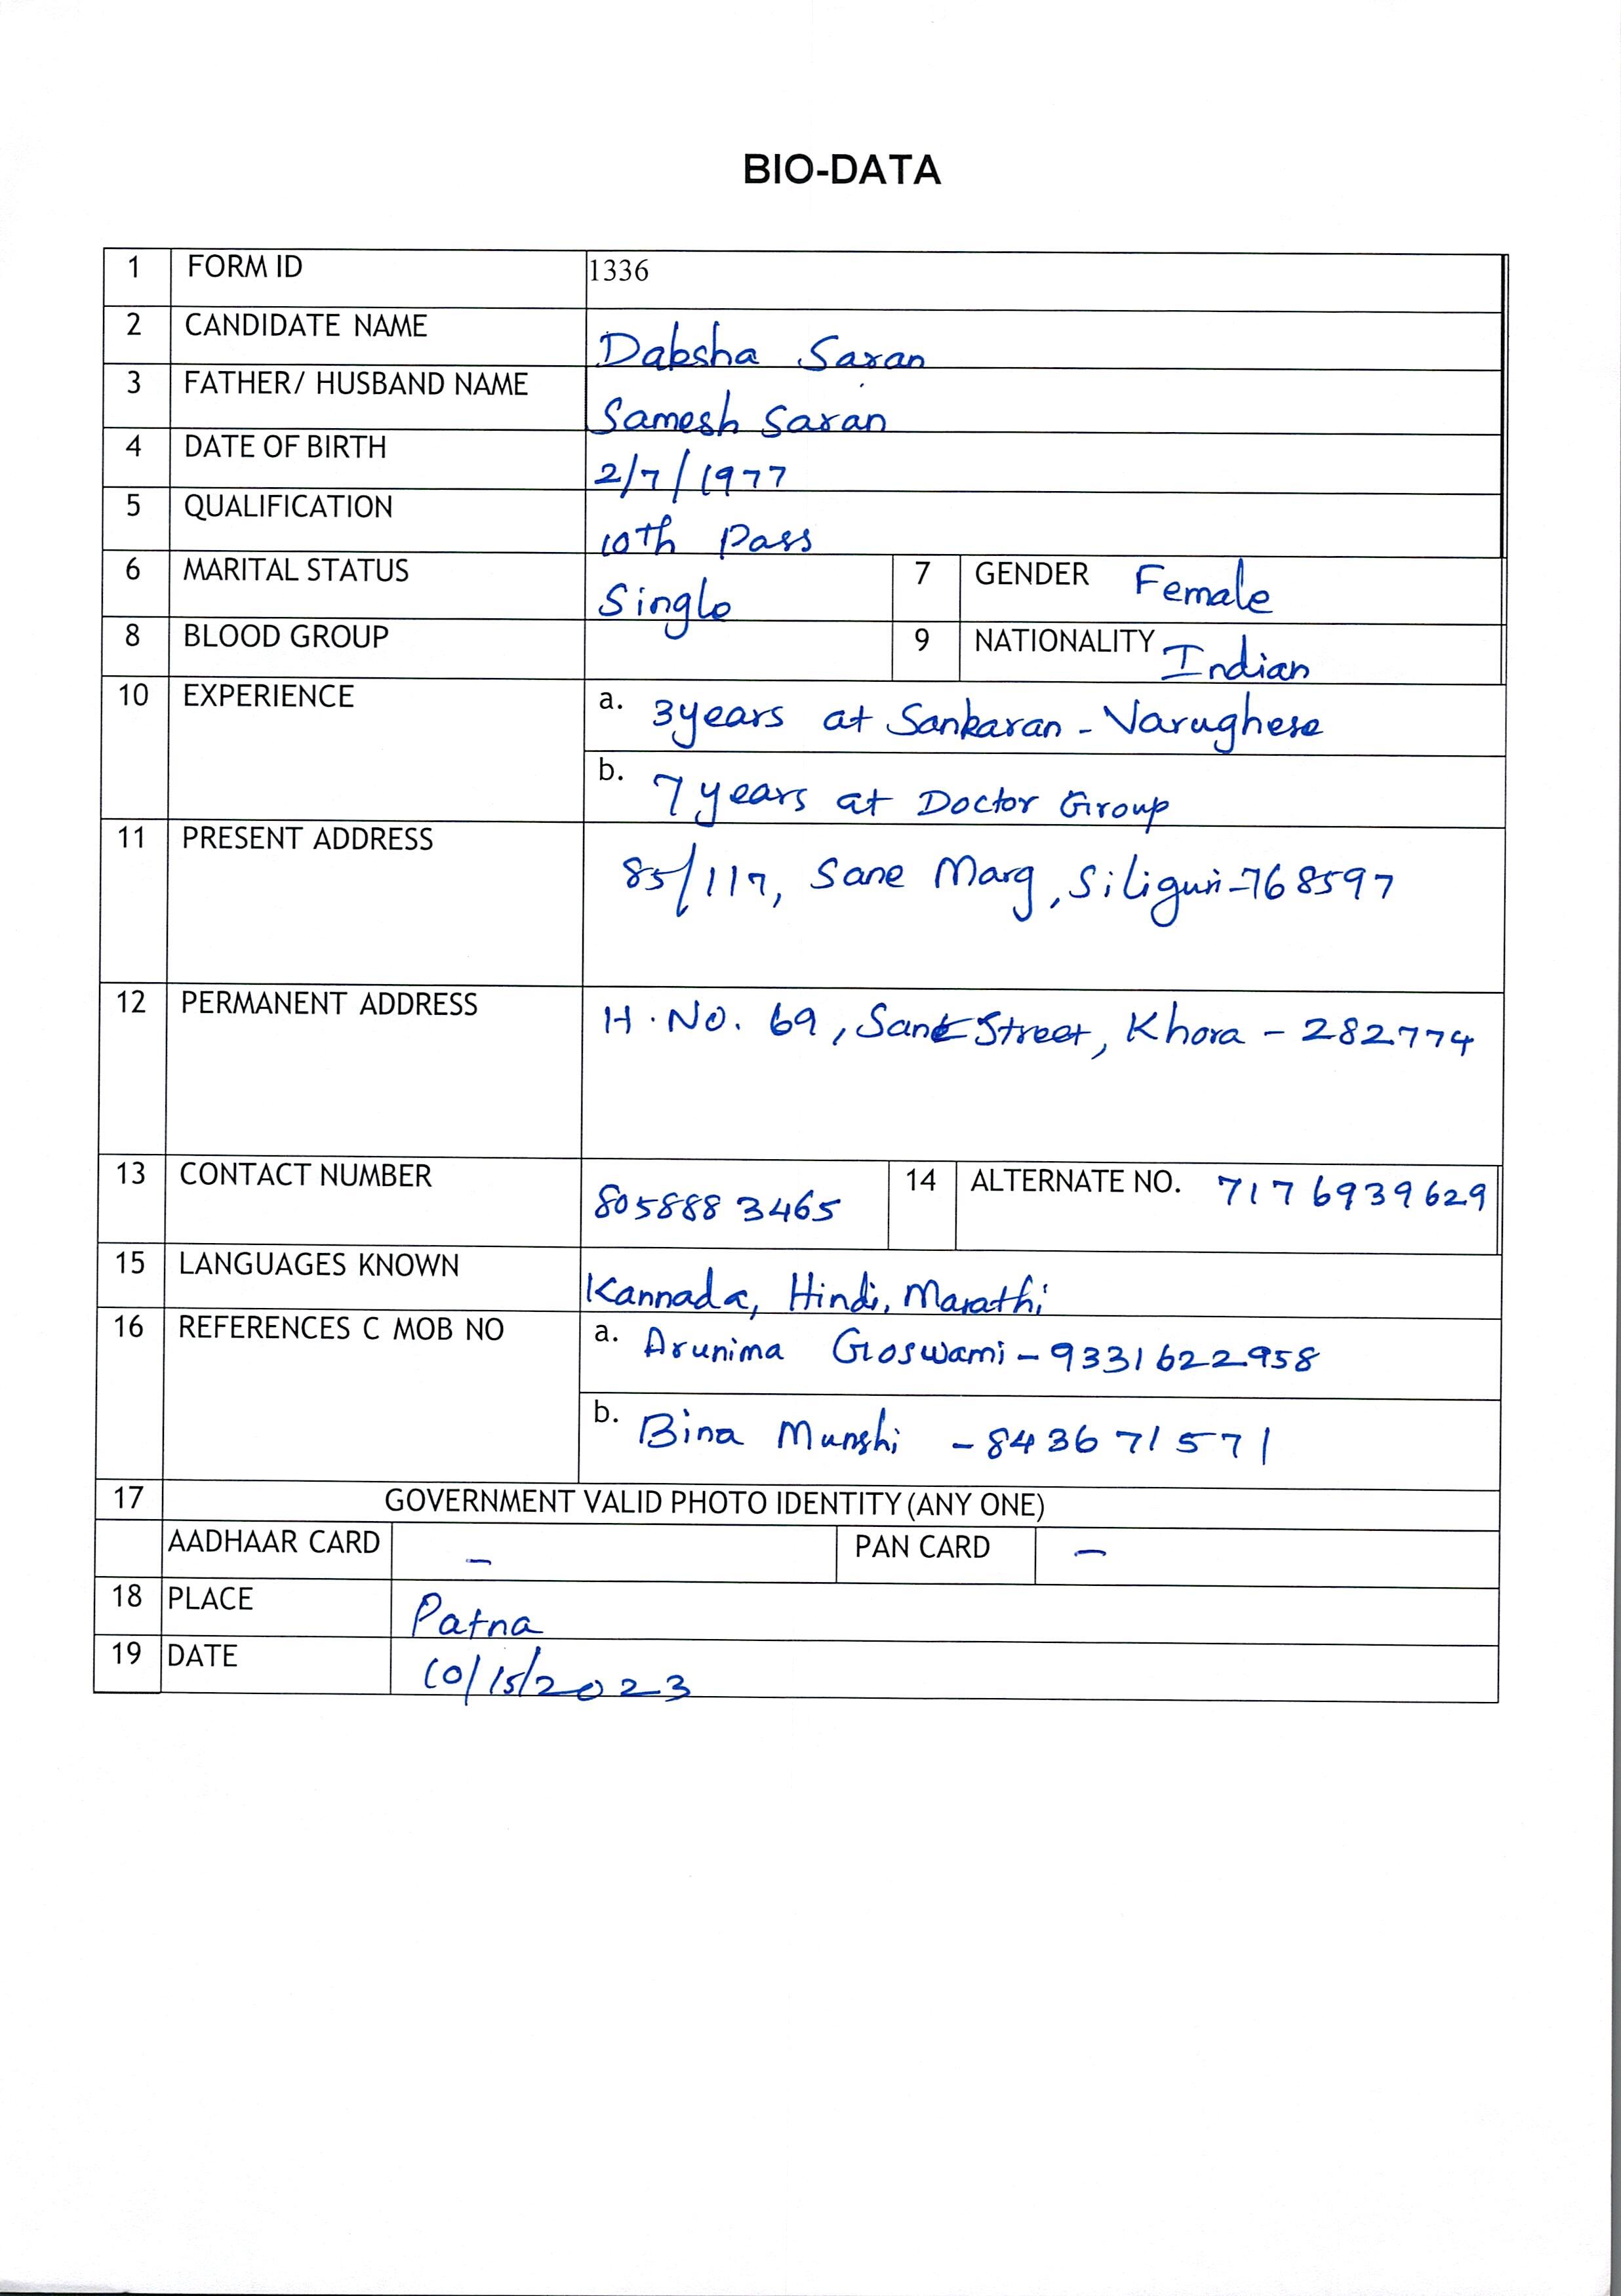 BIO-DATA
1 FORM ID 1336
2 CANDIDATE NAME Daksha Saran
3 FATHER/ HUSBAND NAME Samesh Saran
4 DATE OF BIRTH 2/7/1977
5 QUALIFICATION 10th Pass
6 MARITAL STATUS Single 7 GENDER Female
8 BLOOD GROUP 9 NATIONALITY Indian
10 EXPERIENCE a. 3years at Sankaran - Varughese
b. 7 years at Doctor Group
11 PRESENT ADDRESS 85/117, Sane Marg, Siliguri-768597
12 PERMANENT ADDRESS H. No. 69, Street, Khora - 282774
13 CONTACT NUMBER 8058883465 14 ALTERNATE NO. 7176939629
15 LANGUAGES KNOWN Kannada, Hindi, Marathi
16 REFERENCES C MOB NO a. Arunima Goswami - 9331622958
b. Bina Munshi - 843671571
17 GOVERNMENT VALID PHOTO IDENTITY (ANY ONE)
AADHAAR CARD - PAN CARD -
18 PLACE Patna
19 DATE 10/15/2023